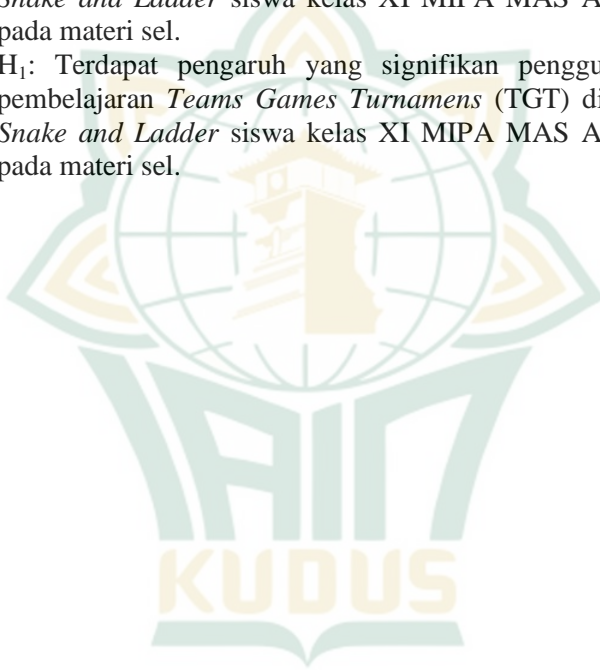 Snake and Ladder siswa kelas XI MIPA MAS A
pada materi sel.
H₁: Terdapat pengaruh yang signifikan penggu
pembelajaran Teams Games Turnamens (TGT) di
Snake and Ladder siswa kelas XI MIPA MAS A
pada materi sel.
IAIN
KUDUS